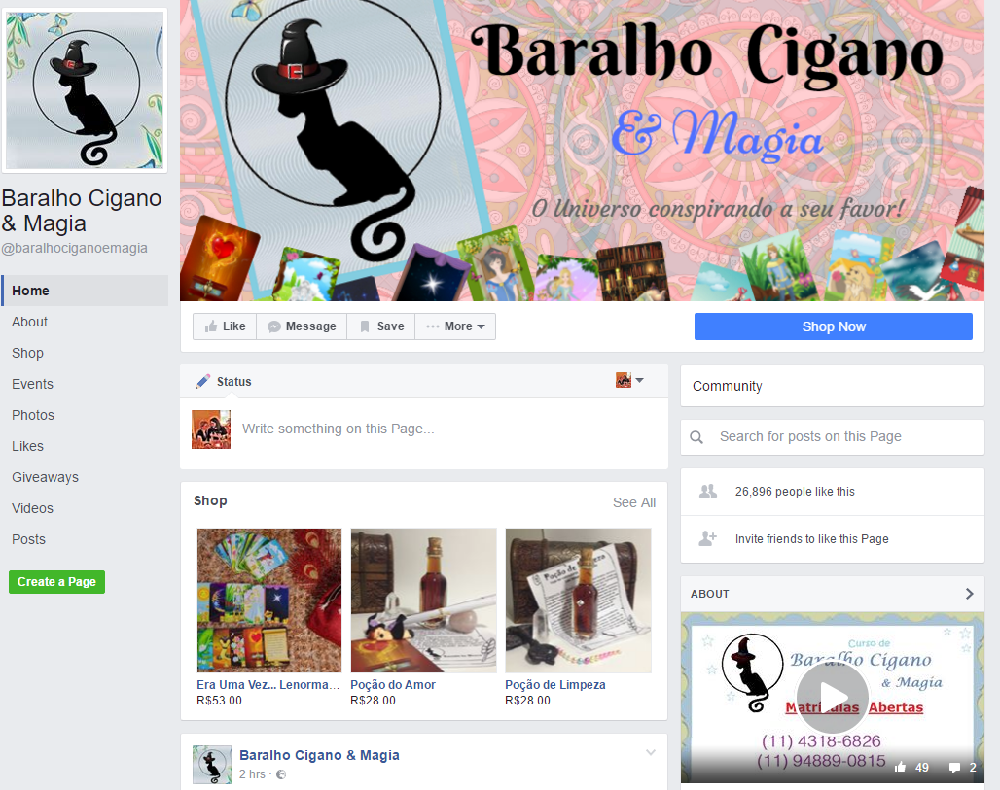 Baralho Cigano
& Magia
O Universo conspirando a seu favor!
Baralho Cigano
& Magia
@baralhociganoemagia
Home
About
Shop
Events
Photos
Likes
Giveaways
Videos
Posts
Create a Page
Like
Message
Save
More
Shop Now
Status
Write something on this Page...
Shop
See All
Era Uma Vez... Lenorma...
R$53.00
Poção do Amor
R$28.00
Poção de Limpeza
R$28.00
Baralho Cigano & Magia
2 hrs ·
Community
Search for posts on this Page
26,896 people like this
Invite friends to like this Page
ABOUT
Curso de
Baralho Cigano
& Magia
Matrículas Abertas
(11) 4318-6826
(11) 94889-0815
49
2
Poção de Limpeza